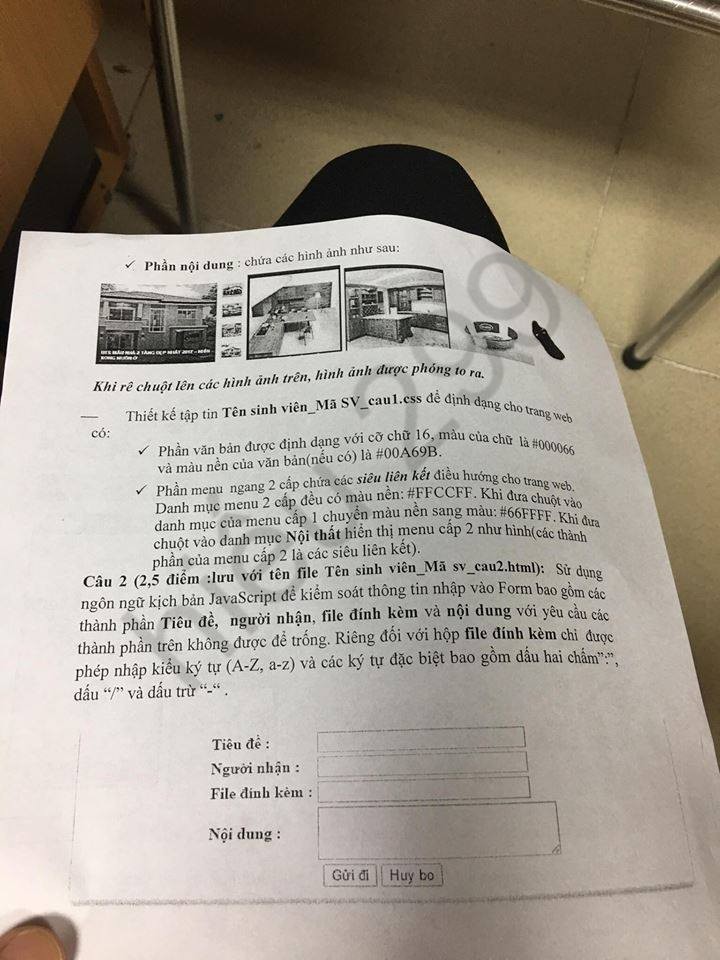 ✓ Phần nội dung : chứa các hình ảnh như sau:
MẪU NHÀ 2 TẦNG ĐẸP NHẤT 2017 –
MONG MUỐN Ở
Khi rê chuột lên các hình ảnh trên, hình ảnh được phóng to ra.
Thiết kế tập tin Tên sinh viên_Mã SV_cau1.css để định dạng cho trang web
có:
✓ Phần văn bản được định dạng với cỡ chữ 16, màu của chữ là #000066
và màu nền của văn bản(nếu có) là #00A69B.
✓ Phần menu ngang 2 cấp chứa các siêu liên kết điều hướng cho trang web.
Danh mục menu 2 cấp đều có màu nền: #FFCCFF. Khi đưa chuột vào
danh mục của menu cấp 1 chuyển màu nền sang màu: #66FFFF. Khi đưa
chuột vào danh mục Nội thất hiển thị menu cấp 2 như hình(các thành
phần của menu cấp 2 là các siêu liên kết).
Câu 2 (2,5 điểm :lưu với tên file Tên sinh viên_Mã sv_cau2.html): Sử dụng
ngôn ngữ kịch bản JavaScript để kiểm soát thông tin nhập vào Form bao gồm các
thành phần Tiêu đề, người nhận, file đính kèm và nội dung với yêu cầu các
thành phần trên không được để trống. Riêng đối với hộp file đính kèm chỉ được
phép nhập kiểu ký tự (A-Z, a-z) và các ký tự đặc biệt bao gồm dấu hai chấm”:”,
dấu “/” và dấu trừ “-“ .
Tiêu đề :
Người nhận :
File đính kèm :
Nội dung :
Gửi đi Huy bo